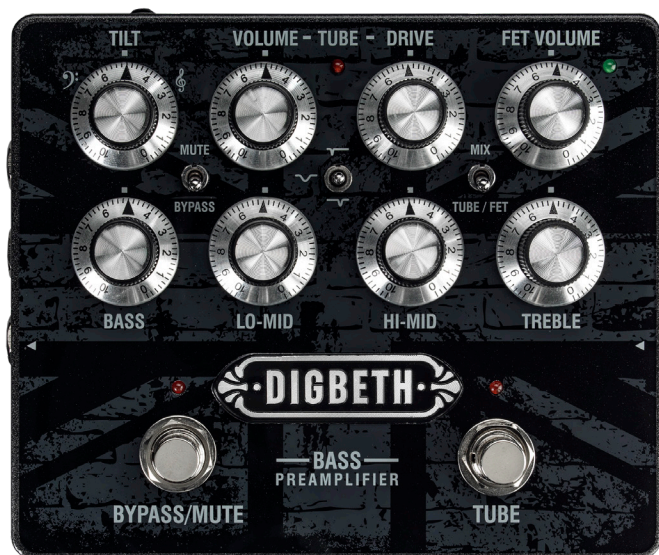 TILT
VOLUME - TUBE - DRIVE
FET VOLUME
MUTE
BYPASS
MIX
TUBE / FET
BASS
LO-MID
HI-MID
TREBLE
DIGBETH
BASS
PREAMPLIFIER
BYPASS/MUTE
TUBE